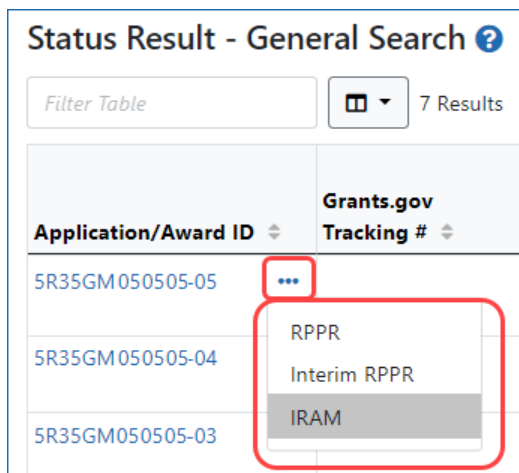 Status Result - General Search ?
Filter Table
7 Results
Application/Award ID
Grants.gov
Tracking #
5R35GM050505-05
•••
RPPR
5R35GM050505-04
Interim RPPR
IRAM
5R35GM050505-03